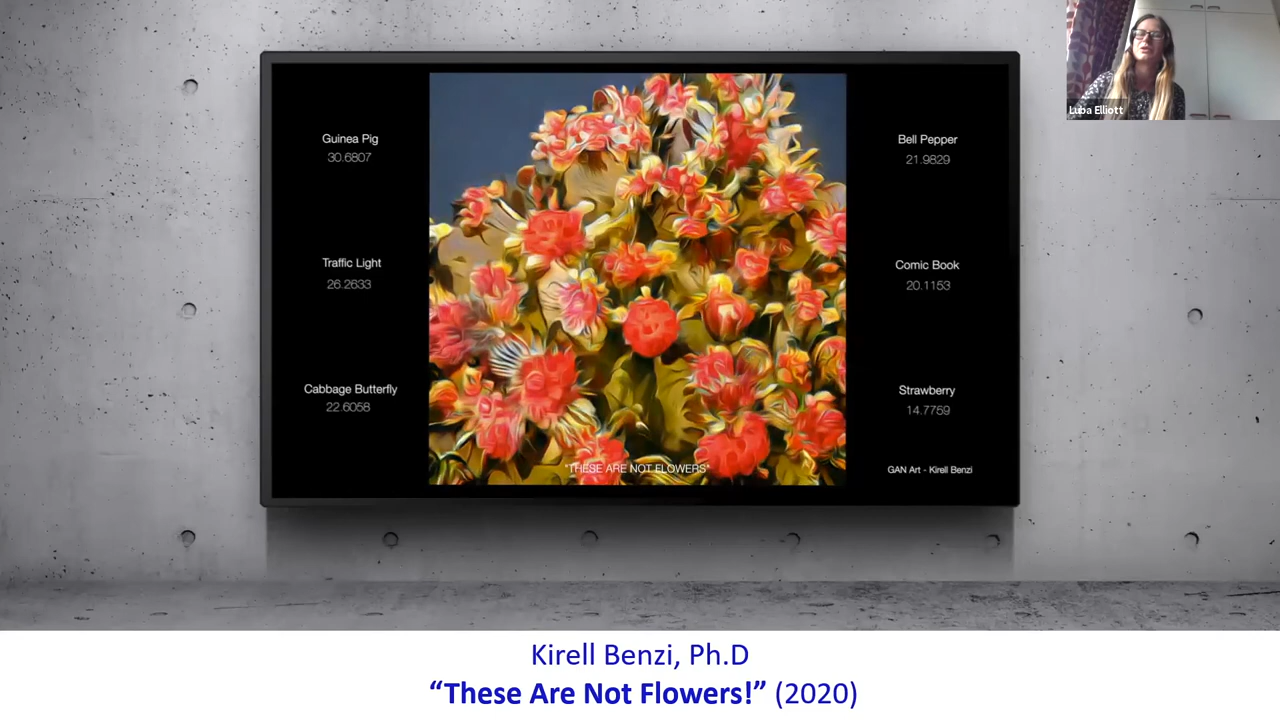 Luba Elliott
Guinea Pig
30.6807
Traffic Light
26.2633
Cabbage Butterfly
22.6058
"THESE ARE NOT FLOWERS"
Bell Pepper
21.9829
Comic Book
20.1153
Strawberry
14.7759
GAN Art - Kirell Benzi
Kirell Benzi, Ph.D
“These Are Not Flowers!” (2020)